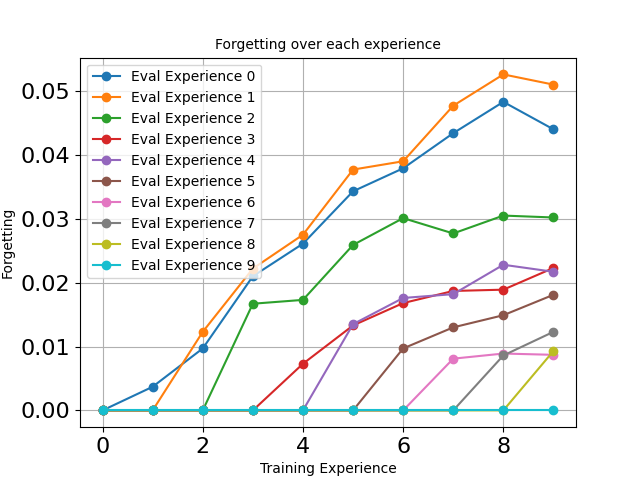 Forgetting over each experience
Eval Experience 0
Eval Experience 1
Eval Experience 2
Eval Experience 3
Eval Experience 4
Eval Experience 5
Eval Experience 6
Eval Experience 7
Eval Experience 8
Eval Experience 9
0.05
0.04
0.03
0.02
0.01
0.00
Forgetting
0 2 4 6 8
Training Experience